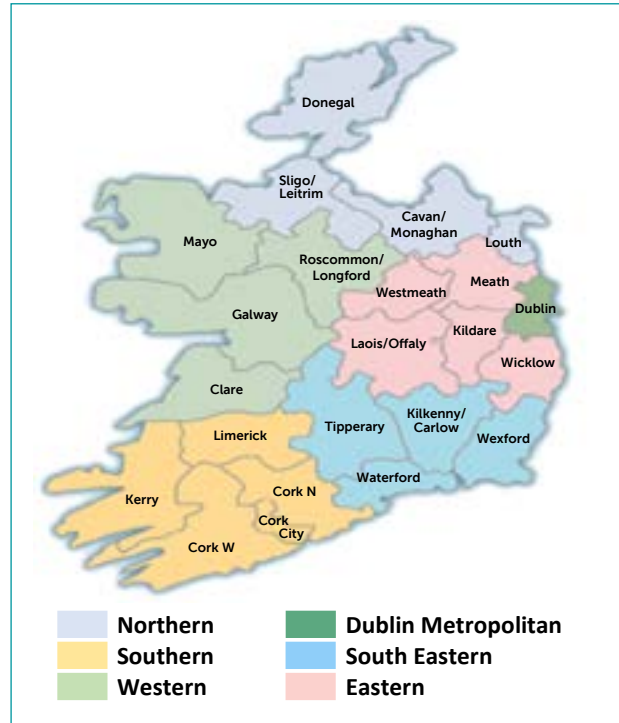 Donegal
Sligo/
Leitrim
Cavan/
Monaghan
Louth
Mayo
Roscommon/
Longford
Meath
Westmeath
Dublin
Galway
Kildare
Laois/Offaly
Wicklow
Clare
Kilkenny/
Carlow
Tipperary
Limerick
Wexford
Waterford
Cork N
Kerry
Cork
City
Cork W
Northern
Dublin Metropolitan
Southern
South Eastern
Western
Eastern